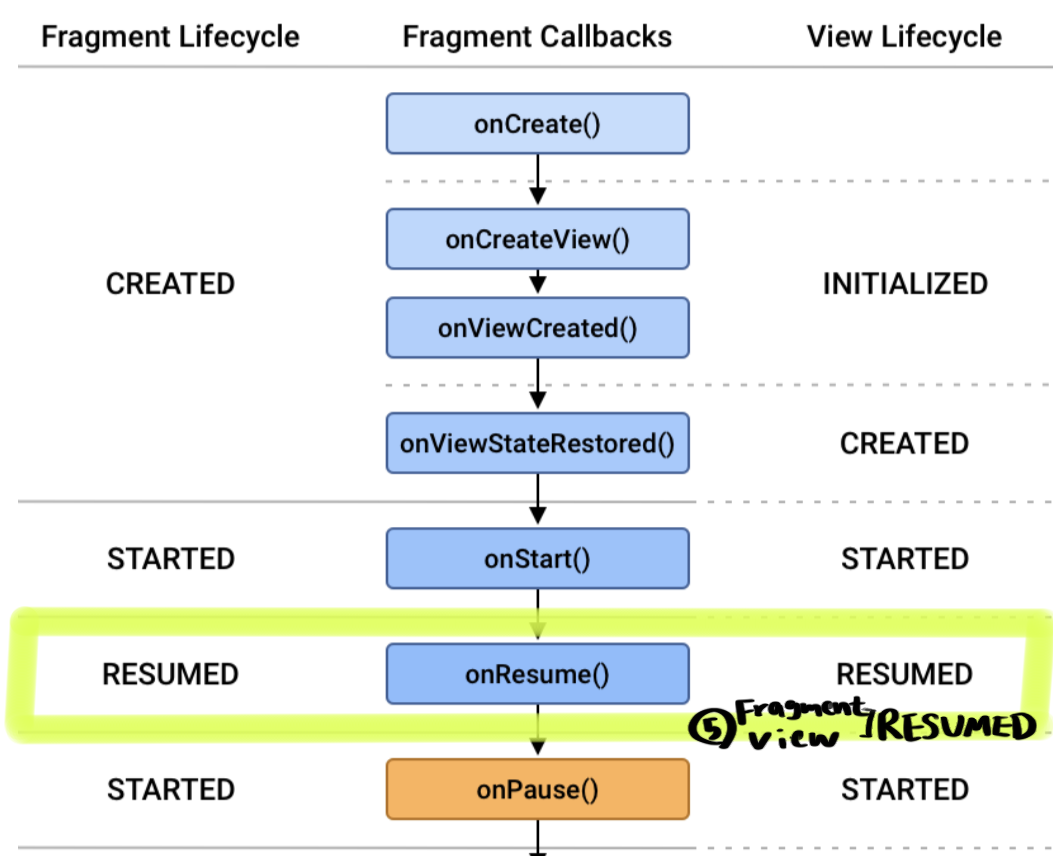 Fragment Lifecycle Fragment Callbacks View Lifecycle
onCreate()
onCreateView()
CREATED INITIALIZED
onViewCreated()
onViewStateRestored() CREATED
STARTED onStart() STARTED
RESUMED onResume() RESUMED
⑤ Fragment
view ] RESUMED
STARTED onPause() STARTED